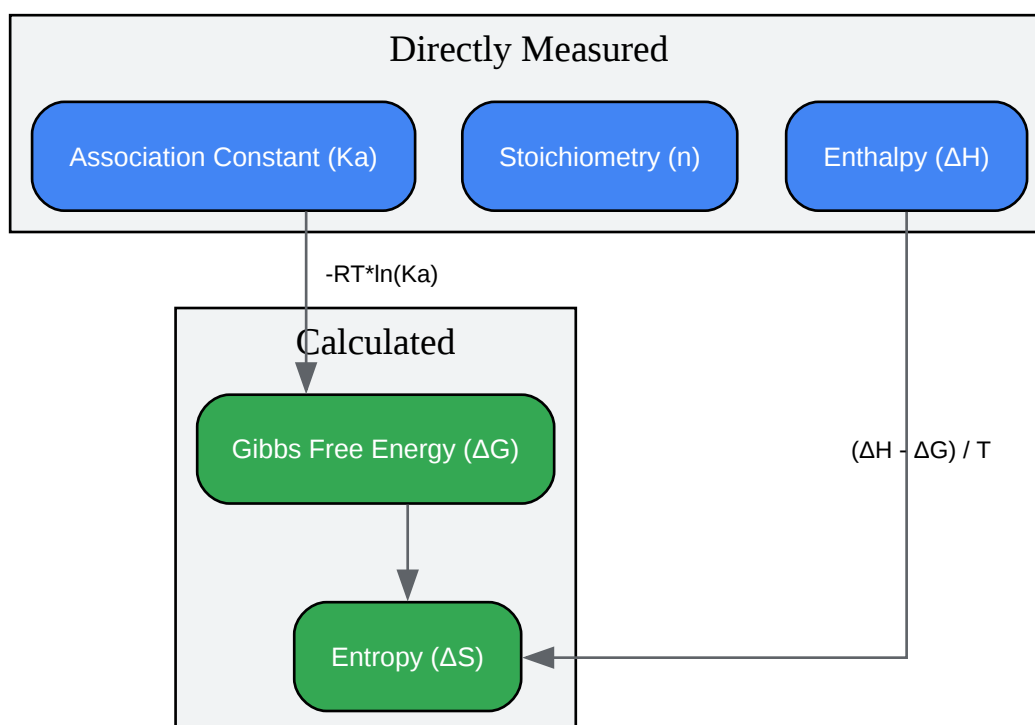 Directly Measured
Association Constant (Ka)
Stoichiometry (n)
Enthalpy (ΔH)
-RT*ln(Ka)
Calculated
Gibbs Free Energy (ΔG)
(ΔH - ΔG) / T
Entropy (ΔS)